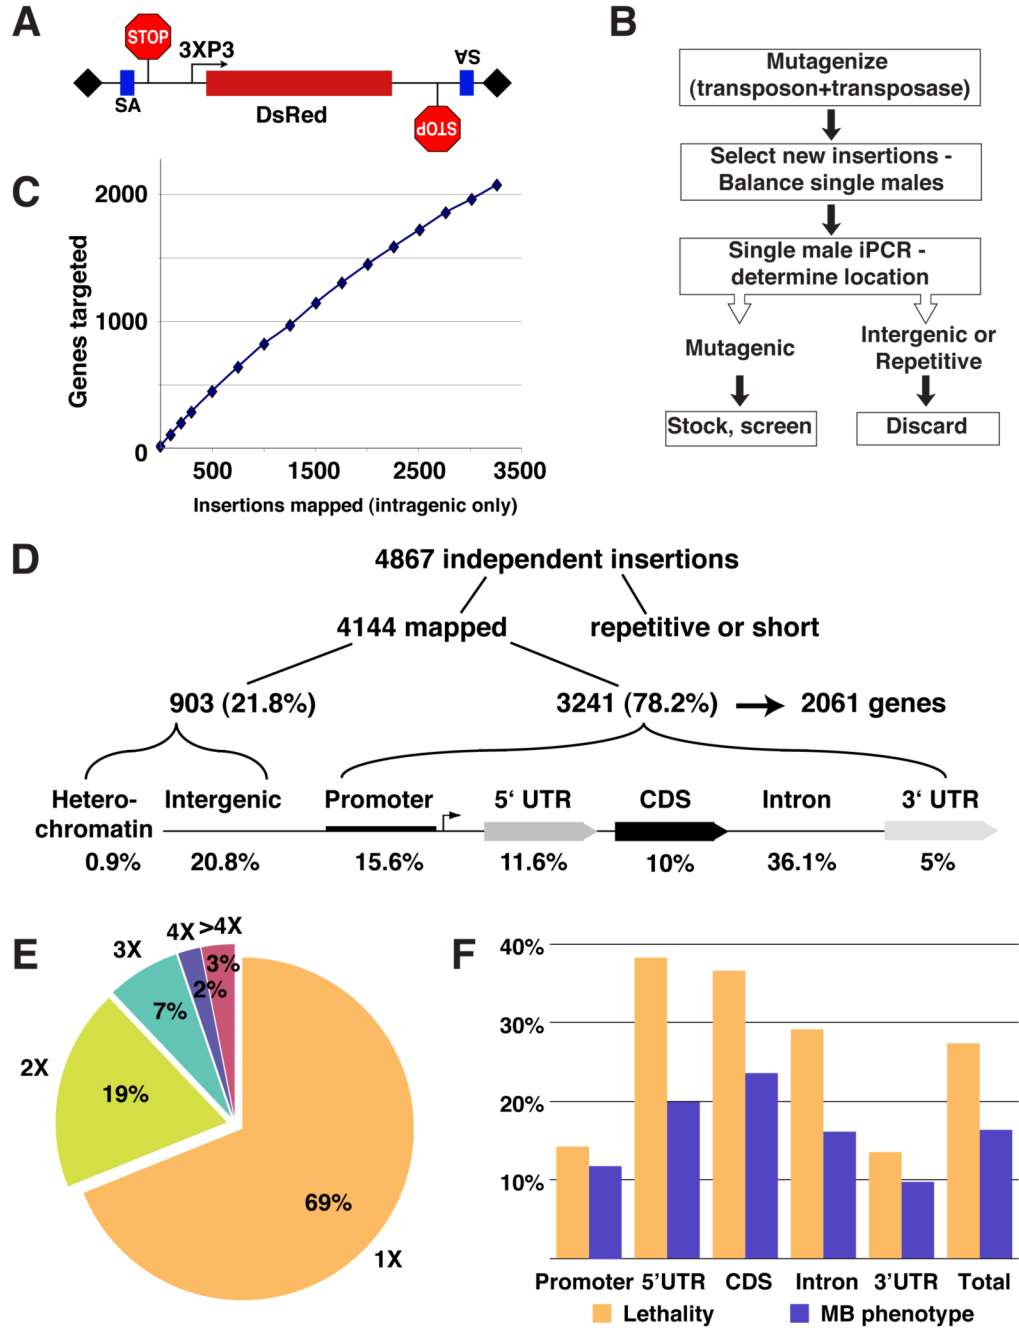 A
STOP
3XP3
SA
SA
DsRed
STOP
B
Mutagenize
(transposon+transposase)
Select new insertions -
Balance single males
Single male iPCR -
determine location
Mutagenic
Intergenic or
Repetitive
Stock, screen
Discard
C
Genes targeted
2000
1000
0
500
1500
2500
3500
Insertions mapped (intragenic only)
D
4867 independent insertions
4144 mapped
repetitive or short
903 (21.8%)
3241 (78.2%)
2061 genes
Hetero-
chromatin
Intergenic
Promoter
5‘ UTR
CDS
Intron
3‘ UTR
0.9%
20.8%
15.6%
11.6%
10%
36.1%
5%
E
4X
>4X
3X
3%
2%
7%
2X
19%
69%
1X
F
40%
30%
20%
10%
Promoter
5’UTR
CDS
Intron
3’UTR
Total
Lethality
MB phenotype